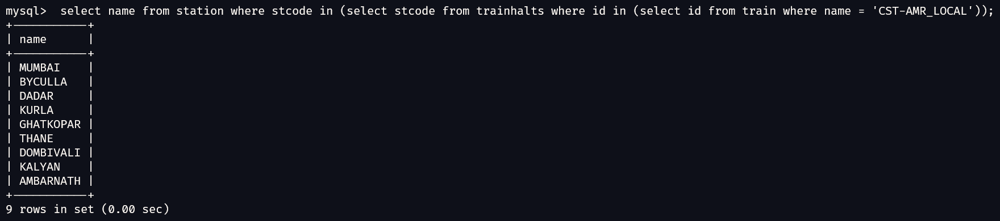 mysql>  select name from station where stcode in (select stcode from trainhalts where id in (select id from train where name = 'CST-AMR_LOCAL'));
+-----------+
| name      |
+-----------+
| MUMBAI    |
| BYCULLA   |
| DADAR     |
| KURLA     |
| GHATKOPAR |
| THANE     |
| DOMBIVALI |
| KALYAN    |
| AMBARNATH |
+-----------+
9 rows in set (0.00 sec)